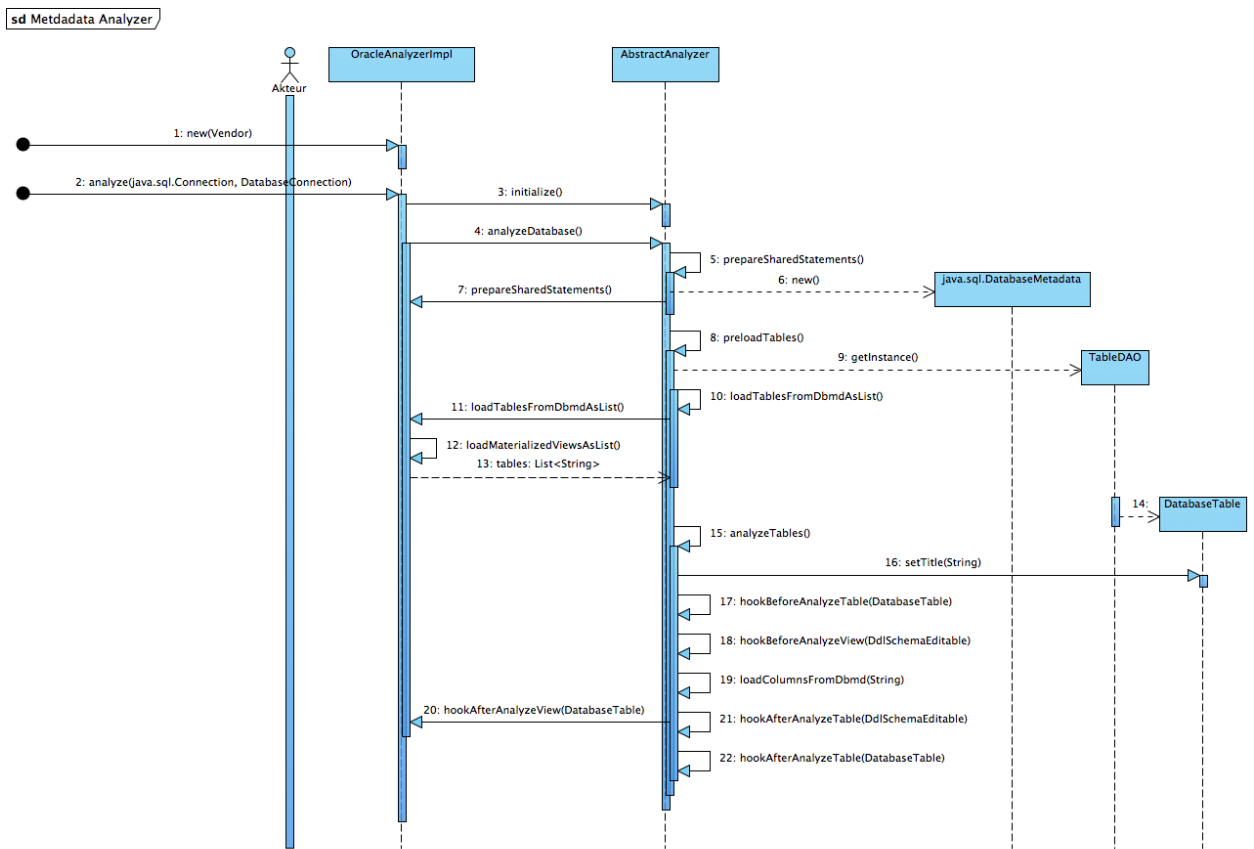 sd Metdadata Analyzer
OracleAnalyzerImpl
AbstractAnalyzer
Akteur
1: new(Vendor)
2: analyze(java.sql.Connection, DatabaseConnection)
3: initialize()
4: analyzeDatabase()
5: prepareSharedStatements()
6: new()
java.sql.DatabaseMetadata
7: prepareSharedStatements()
8: preloadTables()
9: getInstance()
TableDAO
10: loadTablesFromDbmdAsList()
11: loadTablesFromDbmdAsList()
12: loadMaterializedViewsAsList()
13: tables: List<String>
14:
DatabaseTable
15: analyzeTables()
16: setTitle(String)
17: hookBeforeAnalyzeTable(DatabaseTable)
18: hookBeforeAnalyzeView(DdlSchemaEditable)
19: loadColumnsFromDbmd(String)
20: hookAfterAnalyzeView(DatabaseTable)
21: hookAfterAnalyzeTable(DdlSchemaEditable)
22: hookAfterAnalyzeTable(DatabaseTable)